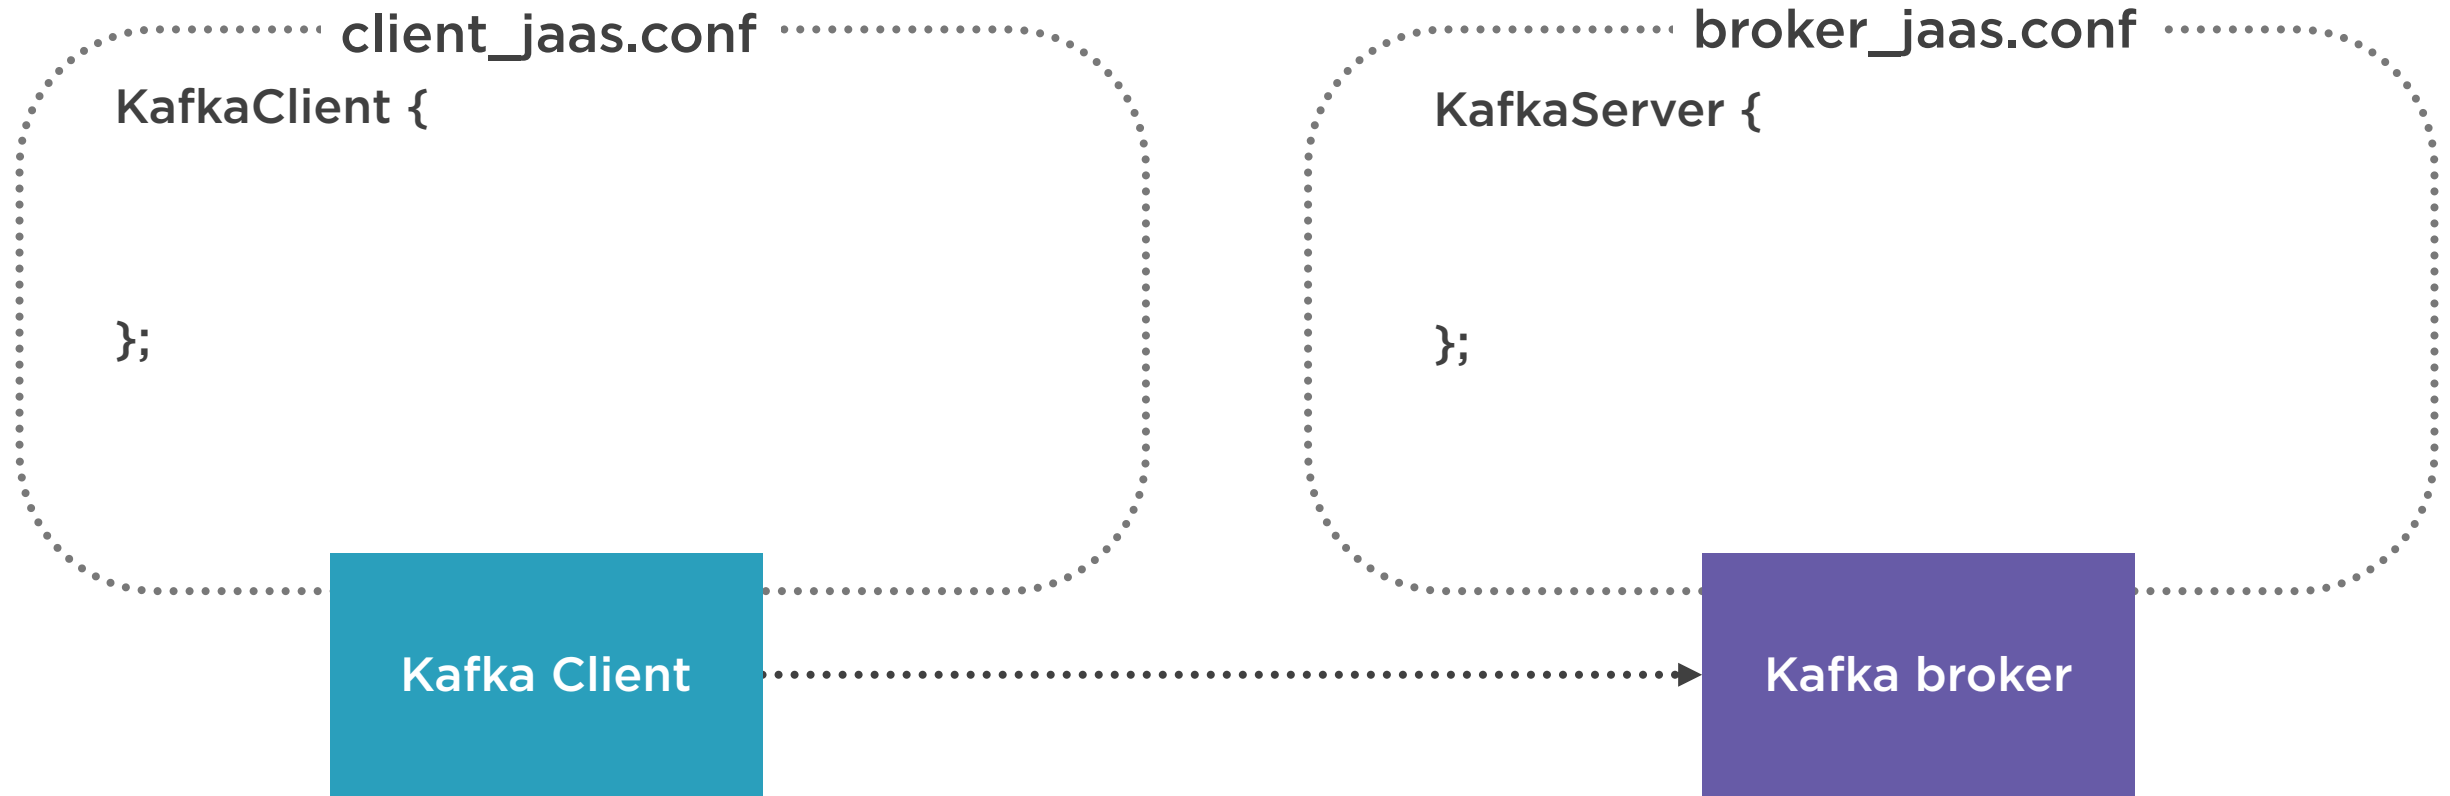 client_jaas.conf
KafkaClient {
};
Kafka Client
broker_jaas.conf
KafkaServer {
};
Kafka broker